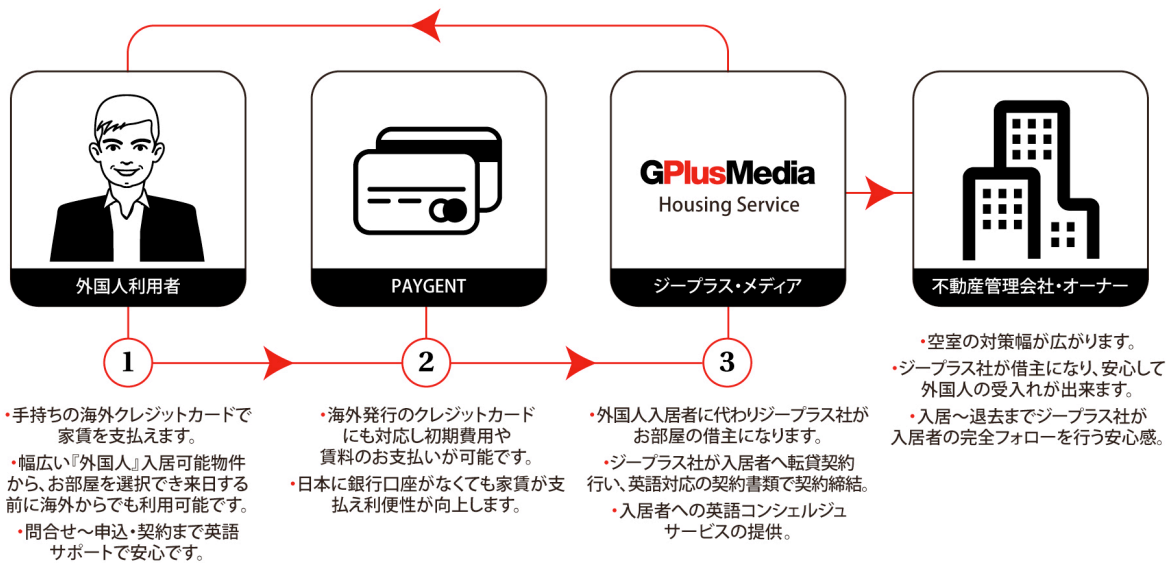 GPlusMedia
Housing Service
外国人利用者
PAYGENT
ジープラス・メディア
不動産管理会社・オーナー
1
2
3
・手持ちの海外クレジットカードで
家賃を支払えます。
・幅広い『外国人』入居可能物件
から、お部屋を選択でき来日する
前に海外からでも利用可能です。
・問合せ〜申込・契約まで英語
サポートで安心です。
・海外発行のクレジットカード
にも対応し初期費用や
賃料のお支払いが可能です。
・日本に銀行口座がなくても家賃が支
払え利便性が向上します。
・外国人入居者に代わりジープラス社が
お部屋の借主になります。
・ジープラス社が入居者へ転貸契約
行い、英語対応の契約書類で契約締結。
・入居者への英語コンシェルジュ
サービスの提供。
・空室の対策幅が広がります。
・ジープラス社が借主になり、安心して
外国人の受入れが出来ます。
・入居〜退去までジープラス社が
入居者の完全フォローを行う安心感。